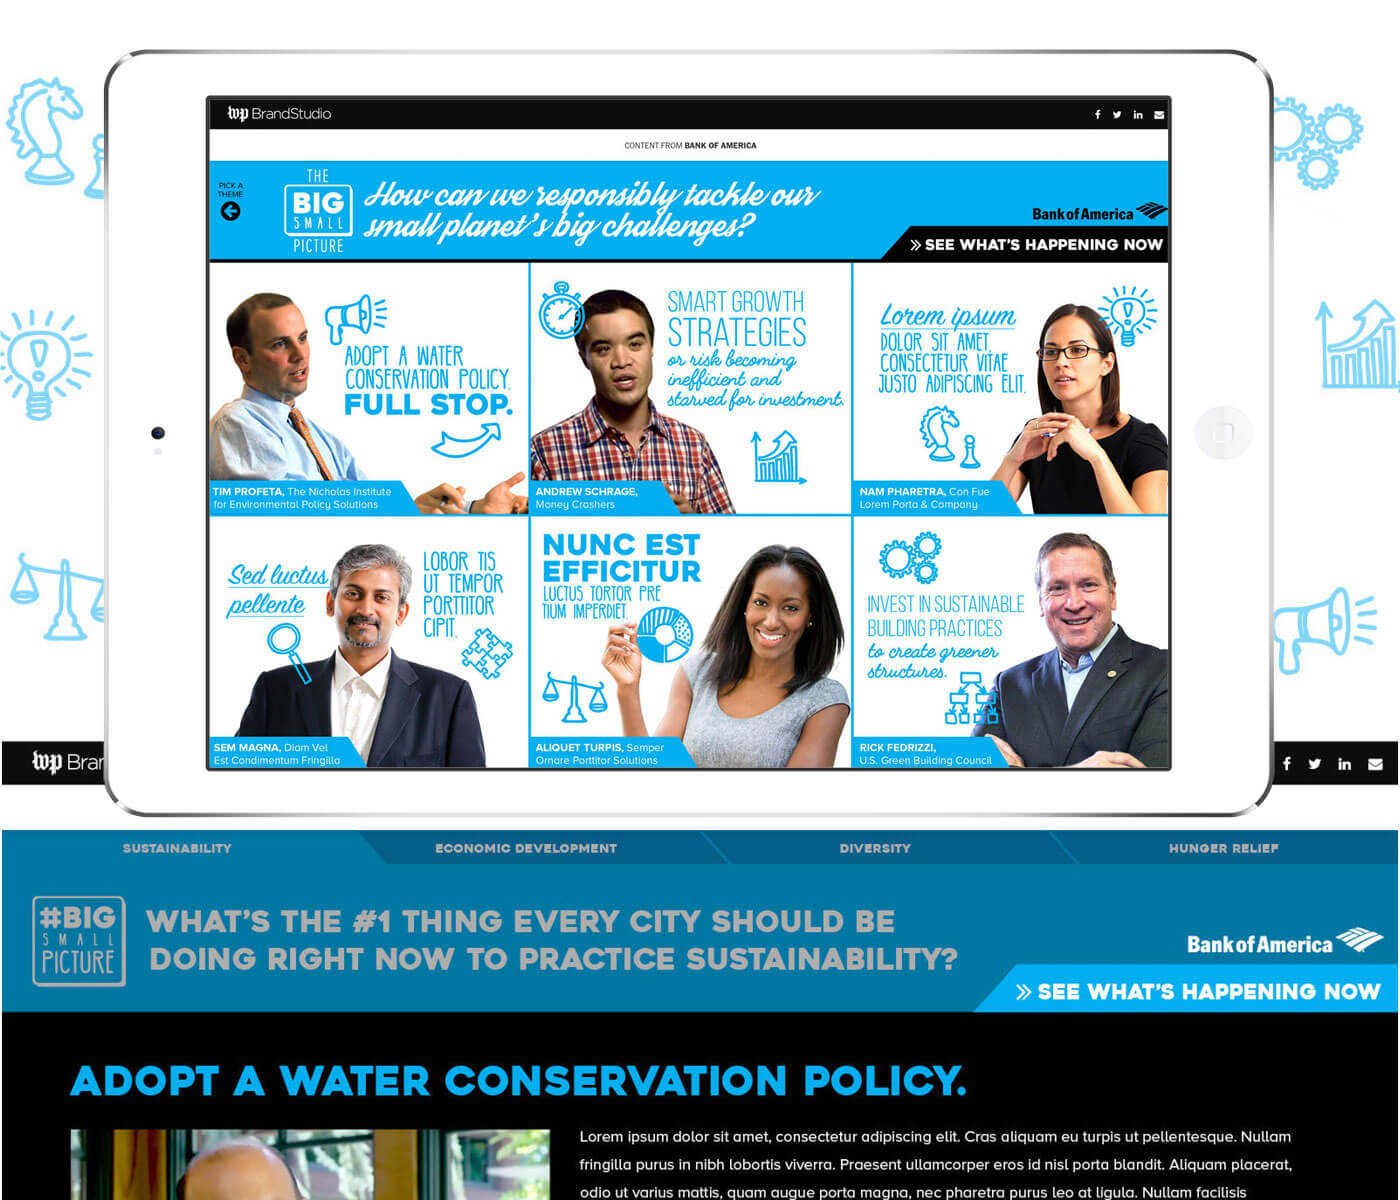 wp BrandStudio
CONTENT FROM BANK OF AMERICA
PICK A
THEME
THE
BIG
SMALL
PICTURE
How can we responsibly tackle our
small planet's big challenges?
Bank of America
SEE WHAT'S HAPPENING NOW
ADOPT A WATER
CONSERVATION POLICY.
FULL STOP.
TIM PROFETA, The Nicholas Institute
for Environmental Policy Solutions
SMART GROWTH
STRATEGIES
or risk becoming
inefficient and
starved for investment.
ANDREW SCHRAGE,
Money Crashers
Lorem ipsum
DOLOR SIT AMET,
CONSECTETUR VITAE
JUSTO ADIPISCING ELIT.
NAM PHARETRA, Con Fue
Lorem Porta & Company
Sed luctus
pellente
LOBOR TIS
UT TEMPOR
PORTTITOR
CIPIT.
SEM MAGNA, Diam Vel
Est Condimentum Fringilla
NUNC EST
EFFICITUR
LUCTUS TORTOR PRE
TIUM IMPERDIET.
ALIQUET TURPIS, Semper
Ornare Porttitor Solutions
INVEST IN SUSTAINABLE
BUILDING PRACTICES
to create greener
structures.
RICK FEDRIZZI,
U.S. Green Building Council
wp Bran
SUSTAINABILITY
ECONOMIC DEVELOPMENT
DIVERSITY
HUNGER RELIEF
#BIG
SMALL
PICTURE
WHAT'S THE #1 THING EVERY CITY SHOULD BE
DOING RIGHT NOW TO PRACTICE SUSTAINABILITY?
Bank of America
SEE WHAT'S HAPPENING NOW
ADOPT A WATER CONSERVATION POLICY.
Lorem ipsum dolor sit amet, consectetur adipiscing elit. Cras aliquam eu turpis ut pellentesque. Nullam
fringilla purus in nibh lobortis viverra. Praesent ullamcorper eros id nisl porta blandit. Aliquam placerat,
odio ut varius mattis, quam augue porta magna, nec pharetra purus leo at ligula. Nullam facilisis